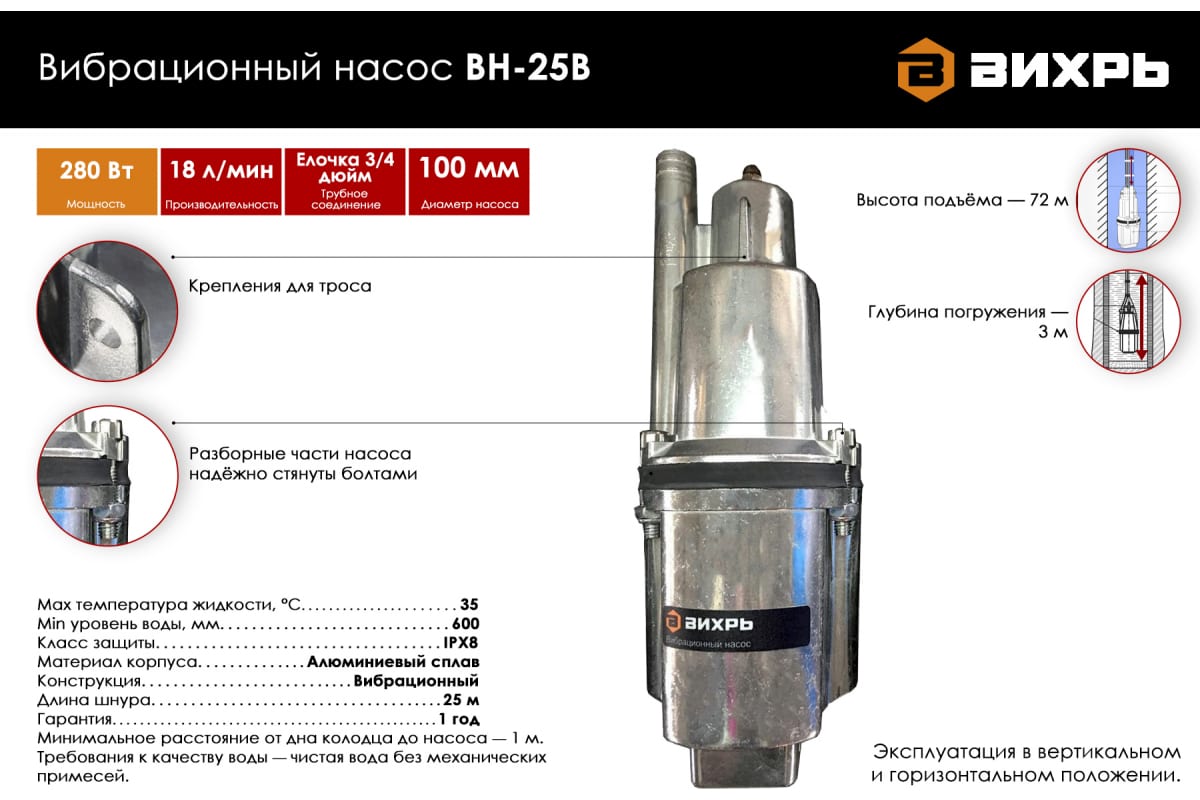 Вибрационный насос ВН-25В
ВИХРЬ
280 Вт
Мощность
18 л/мин
Производительность
Елочка 3/4
дюйм
Трубное
соединение
100 мм
Диаметр насоса
Высота подъёма — 72 м
Глубина погружения —
3 м
Крепления для троса
Разборные части насоса
надёжно стянуты болтами
ВИХРЬ
Вибрационный насос
Max температура жидкости, °С.......................35
Min уровень воды, мм...................................600
Класс защиты.............................................IPX8
Материал корпуса................Алюминиевый сплав
Конструкция...............................Вибрационный
Длина шнура.............................................25 м
Гарантия...................................................1 год
Минимальное расстояние от дна колодца до насоса — 1 м.
Требования к качеству воды — чистая вода без механических
примесей.
Эксплуатация в вертикальном
и горизонтальном положении.